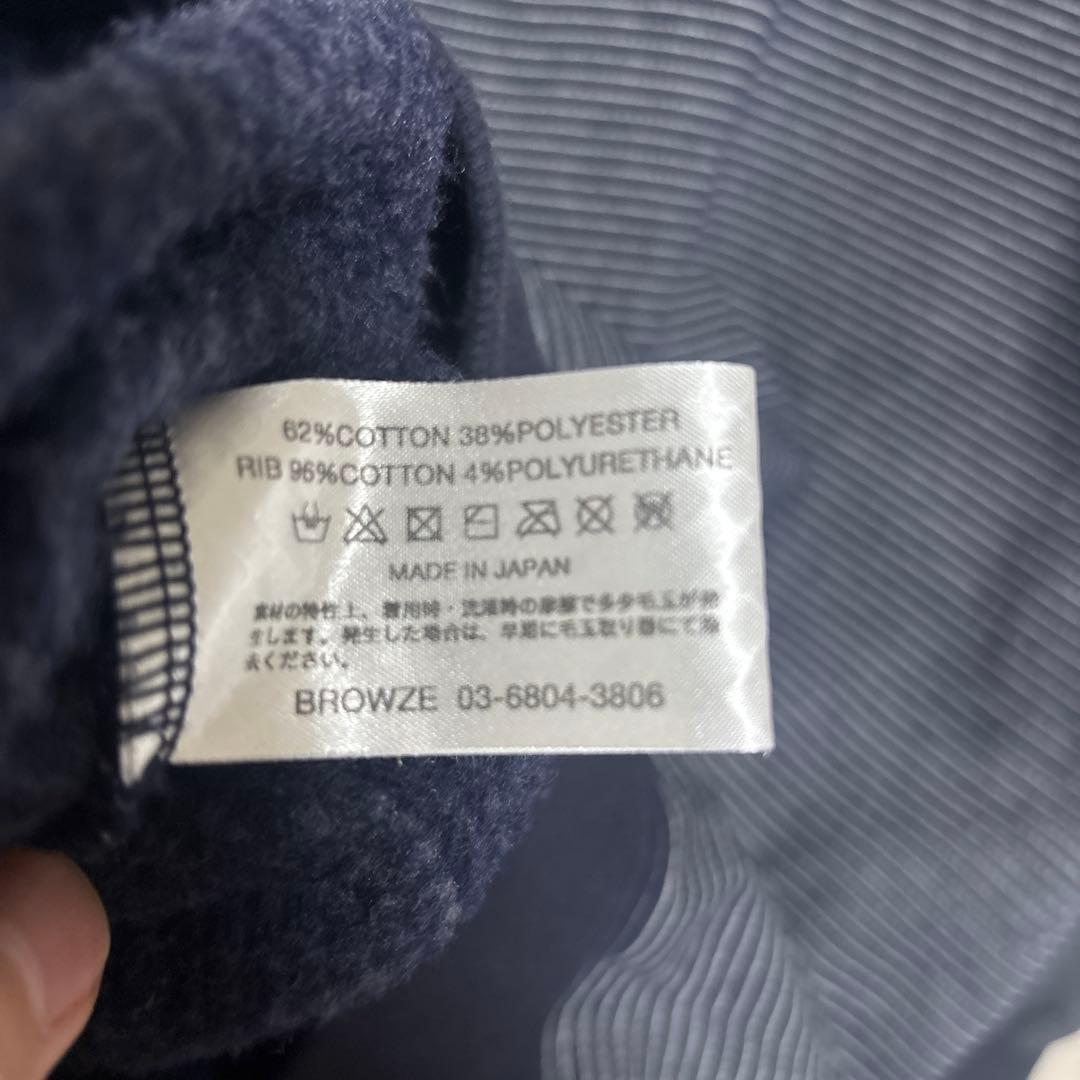 62%COTTON 38%POLYESTER
RIB 96%COTTON 4%POLYURETHANE
MADE IN JAPAN
素材の特性上、着用時・洗濯時の摩擦で多少毛玉が発
生します。発生した場合は、早急に毛玉取り器にて除
去ください。
BROWZE 03-6804-3806